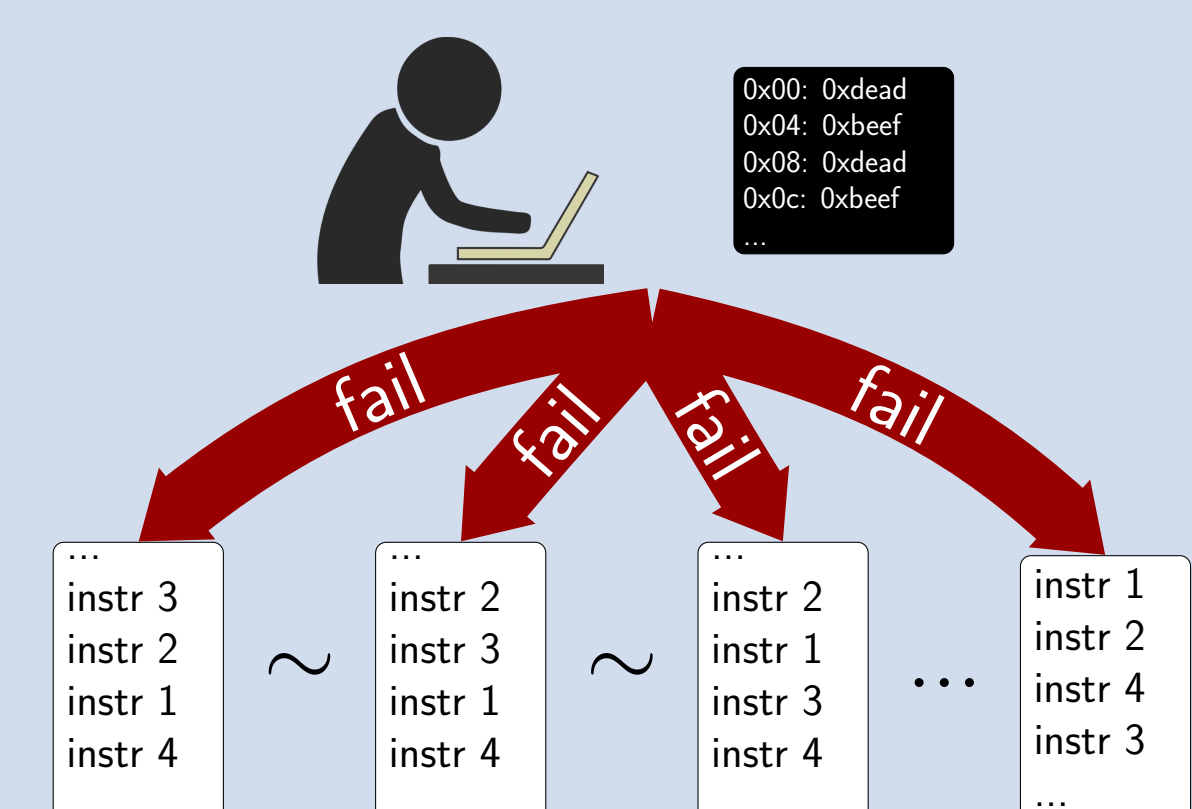 0x00: 0xdead
0x04: 0xbeef
0x08: 0xdead
0x0c: 0xbeef
...
fail
fail
fail
fail
...
instr 3
instr 2
instr 1
instr 4
∼
...
instr 2
instr 3
instr 1
instr 4
∼
...
instr 2
instr 1
instr 3
instr 4
...
instr 1
instr 2
instr 4
instr 3
...